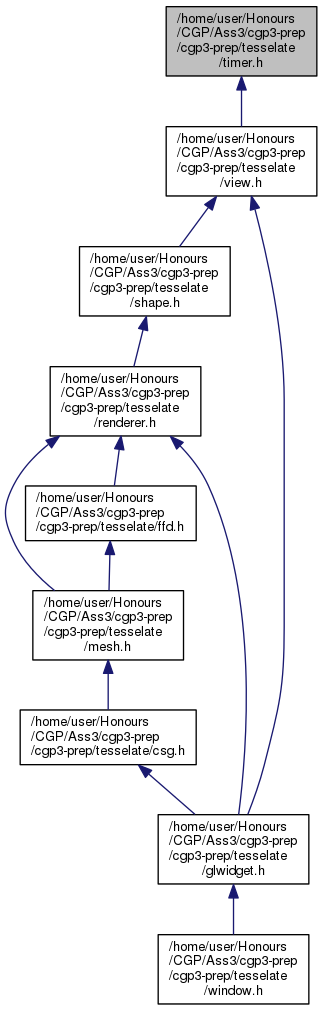 /home/user/Honours
/CGP/Ass3/cgp3-prep
/cgp3-prep/tesselate
/timer.h
/home/user/Honours
/CGP/Ass3/cgp3-prep
/cgp3-prep/tesselate
/view.h
/home/user/Honours
/CGP/Ass3/cgp3-prep
/cgp3-prep/tesselate
/shape.h
/home/user/Honours
/CGP/Ass3/cgp3-prep
/cgp3-prep/tesselate
/renderer.h
/home/user/Honours
/CGP/Ass3/cgp3-prep
/cgp3-prep/tesselate/ffd.h
/home/user/Honours
/CGP/Ass3/cgp3-prep
/cgp3-prep/tesselate
/mesh.h
/home/user/Honours
/CGP/Ass3/cgp3-prep
/cgp3-prep/tesselate/csg.h
/home/user/Honours
/CGP/Ass3/cgp3-prep
/cgp3-prep/tesselate
/glwidget.h
/home/user/Honours
/CGP/Ass3/cgp3-prep
/cgp3-prep/tesselate
/window.h